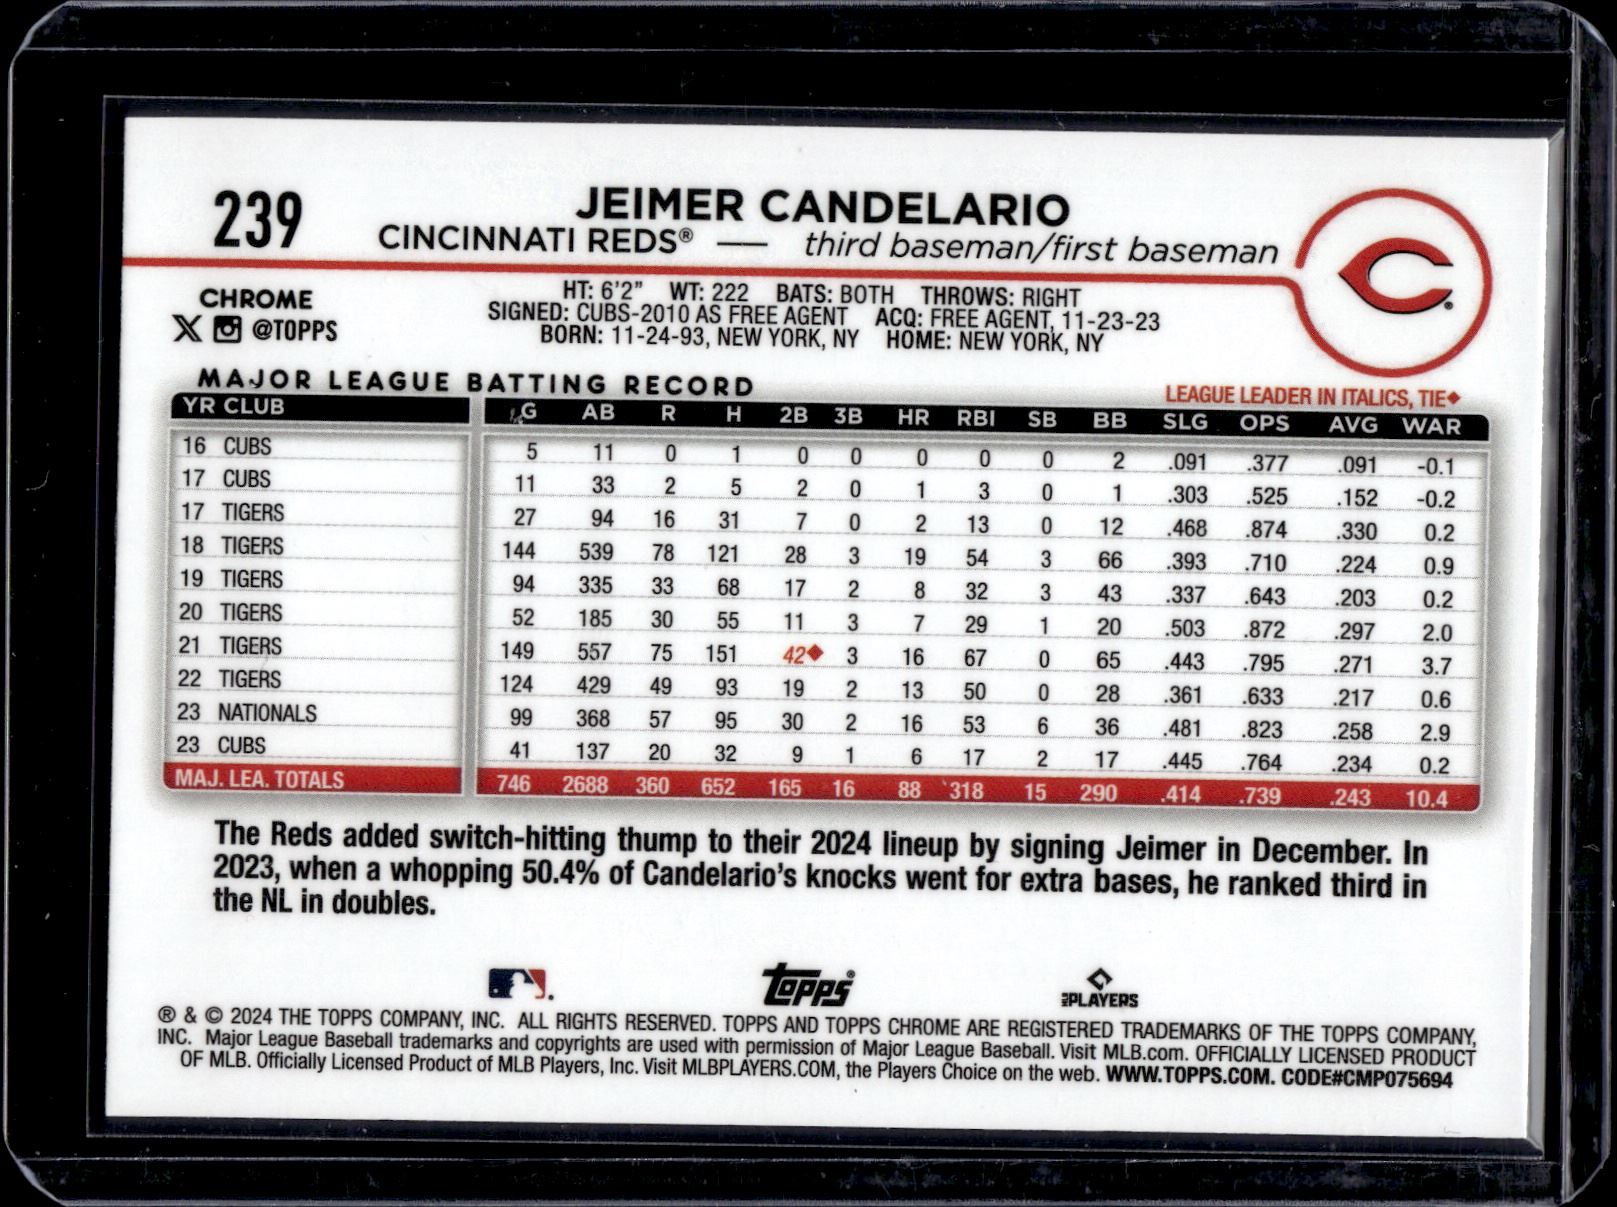 239
JEIMER CANDELARIO
CINCINNATI REDS® — third baseman/first baseman
C
CHROME
X @TOPPS
HT: 6'2" WT: 222 BATS: BOTH THROWS: RIGHT
SIGNED: CUBS-2010 AS FREE AGENT ACQ: FREE AGENT, 11-23-23
BORN: 11-24-93, NEW YORK, NY HOME: NEW YORK, NY
MAJOR LEAGUE BATTING RECORD
LEAGUE LEADER IN ITALICS, TIE◆
YR CLUB G AB R H 2B 3B HR RBI SB BB SLG OPS AVG WAR
16 CUBS 5 11 0 1 0 0 0 0 0 2 .091 .377 .091 -0.1
17 CUBS 11 33 2 5 2 0 1 3 0 1 .303 .525 .152 -0.2
17 TIGERS 27 94 16 31 7 0 2 13 0 12 .468 .874 .330 0.2
18 TIGERS 144 539 78 121 28 3 19 54 3 66 .393 .710 .224 0.9
19 TIGERS 94 335 33 68 17 2 8 32 3 43 .337 .643 .203 0.2
20 TIGERS 52 185 30 55 11 3 7 29 1 20 .503 .872 .297 2.0
21 TIGERS 149 557 75 151 42◆ 3 16 67 0 65 .443 .795 .271 3.7
22 TIGERS 124 429 49 93 19 2 13 50 0 28 .361 .633 .217 0.6
23 NATIONALS 99 368 57 95 30 2 16 53 6 36 .481 .823 .258 2.9
23 CUBS 41 137 20 32 9 1 6 17 2 17 .445 .764 .234 0.2
MAJ. LEA. TOTALS 746 2688 360 652 165 16 88 318 15 290 .414 .739 .243 10.4
The Reds added switch-hitting thump to their 2024 lineup by signing Jeimer in December. In
2023, when a whopping 50.4% of Candelario's knocks went for extra bases, he ranked third in
the NL in doubles.
Topps®
MLB PLAYERS
® & © 2024 THE TOPPS COMPANY, INC. ALL RIGHTS RESERVED. TOPPS AND TOPPS CHROME ARE REGISTERED TRADEMARKS OF THE TOPPS COMPANY,
INC. Major League Baseball trademarks and copyrights are used with permission of Major League Baseball. Visit MLB.com. OFFICIALLY LICENSED PRODUCT
OF MLB. Officially Licensed Product of MLB Players, Inc. Visit MLBPLAYERS.COM, the Players Choice on the web. WWW.TOPPS.COM. CODE#CMP075694